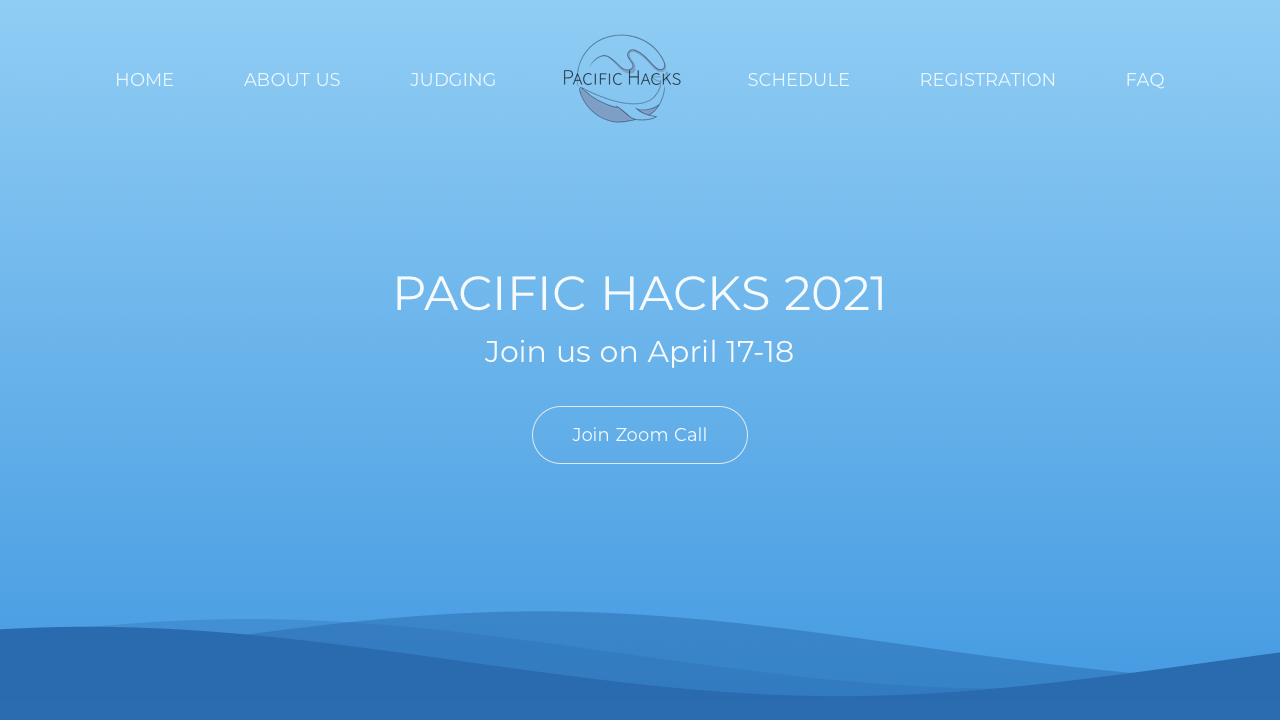 HOME
ABOUT US
JUDGING
PACIFIC HACKS
SCHEDULE
REGISTRATION
FAQ
PACIFIC HACKS 2021
Join us on April 17-18
Join Zoom Call